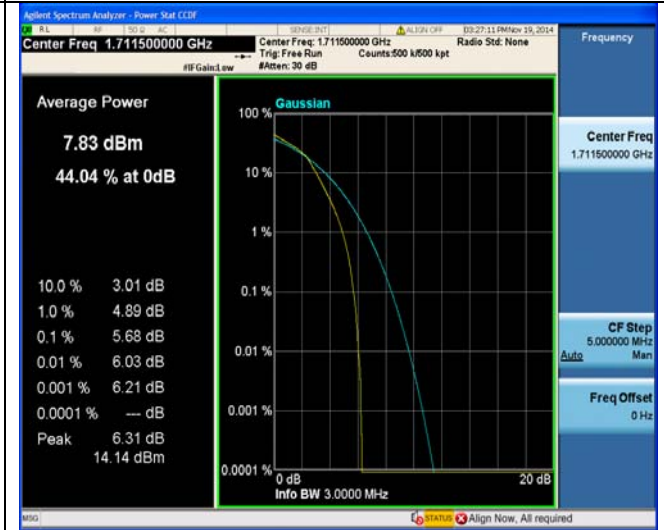 Agilent Spectrum Analyzer - Power Stat CCDF
RL RF 50 Ω AC SENSE:INT ALIGN OFF 03:27:11 PM Nov 19, 2014
Center Freq 1.711500000 GHz
Center Freq: 1.711500000 GHz Radio Std: None
Trig: Free Run Counts:500 k/500 kpt
#IFGain:Low #Atten: 30 dB
Frequency
Average Power
7.83 dBm
44.04 % at 0dB
10.0 % 3.01 dB
1.0 % 4.89 dB
0.1 % 5.68 dB
0.01 % 6.03 dB
0.001 % 6.21 dB
0.0001 % --- dB
Peak 6.31 dB
14.14 dBm
Gaussian
100 %
10 %
1 %
0.1 %
0.01 %
0.001 %
0.0001 %
0 dB 20 dB
Info BW 3.0000 MHz
Center Freq
1.711500000 GHz
CF Step
5.000000 MHz
Auto Man
Freq Offset
0 Hz
MSG STATUS Align Now, All required